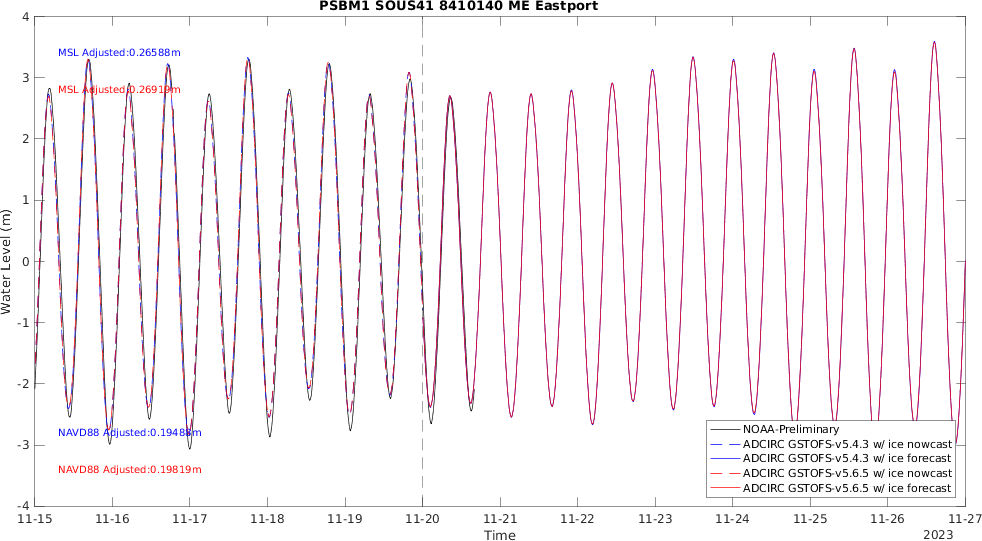 PSBM1 SOUS41 8410140 ME Eastport
4
3
2
1
0
-1
-2
-3
-4
Water Level (m)
MSL Adjusted:0.26588m
MSL Adjusted:0.26919m
NAVD88 Adjusted:0.19488m
NAVD88 Adjusted:0.19819m
NOAA-Preliminary
ADCIRC GSTOFS-v5.4.3 w/ ice nowcast
ADCIRC GSTOFS-v5.4.3 w/ ice forecast
ADCIRC GSTOFS-v5.6.5 w/ ice nowcast
ADCIRC GSTOFS-v5.6.5 w/ ice forecast
11-15 11-16 11-17 11-18 11-19 11-20 11-21 11-22 11-23 11-24 11-25 11-26 11-27
Time
2023